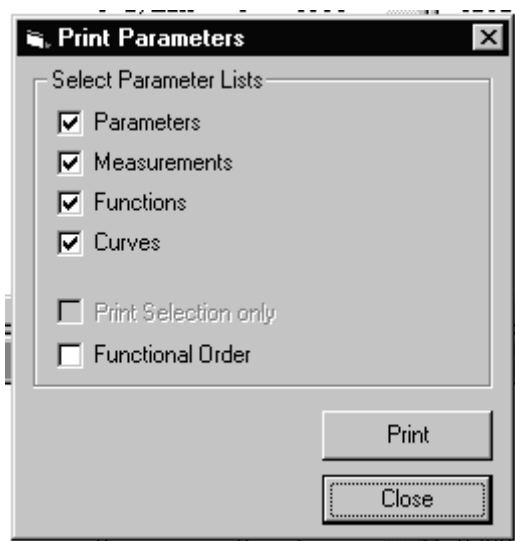 Print Parameters
Select Parameter Lists
Parameters
Measurements
Functions
Curves
Print Selection only
Functional Order
Print
Close